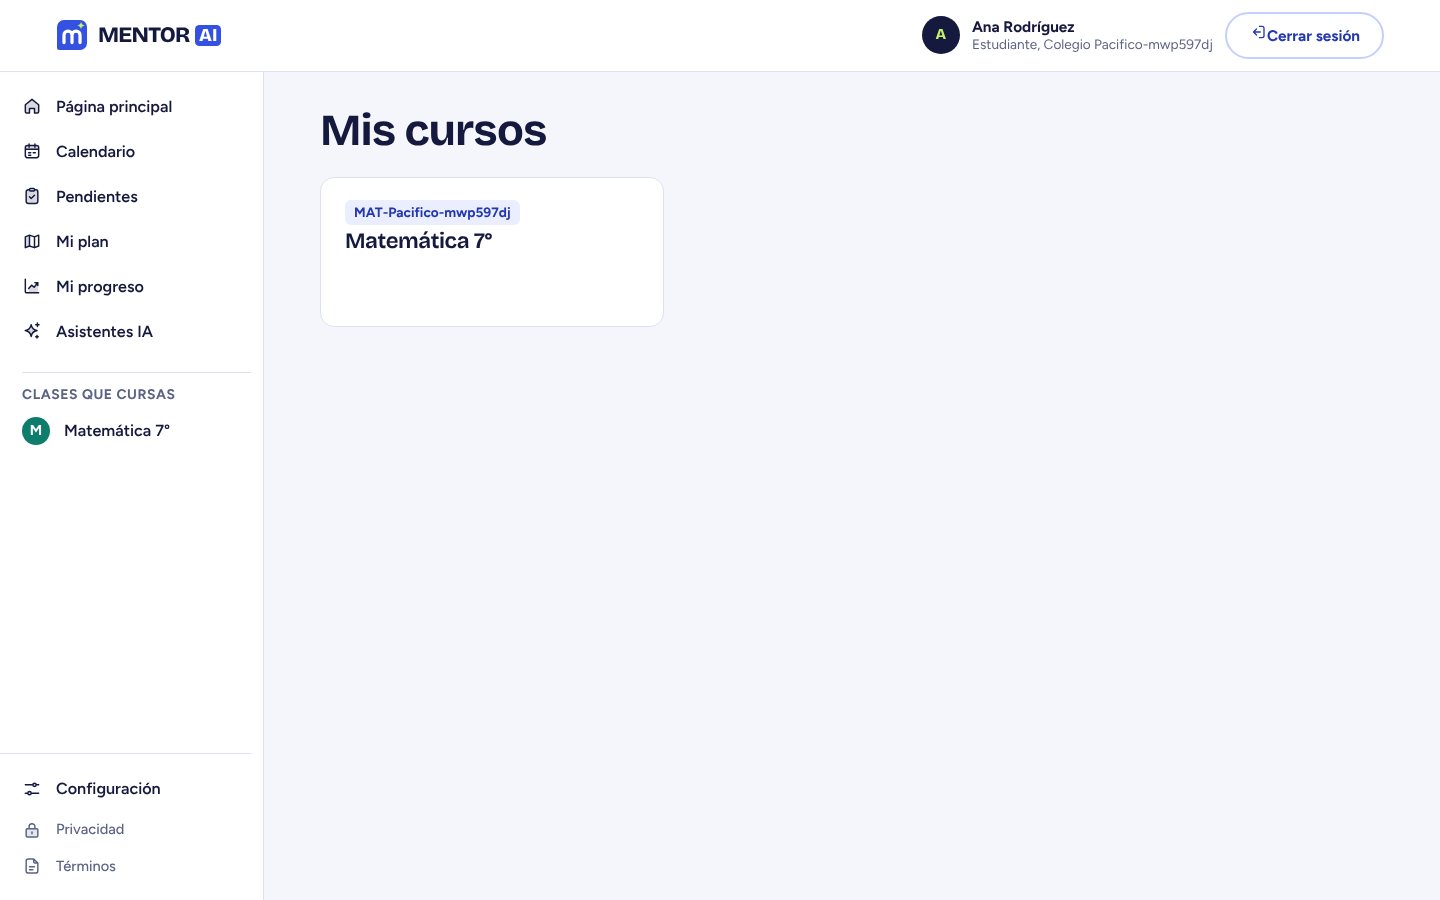 MENTOR AI
Ana Rodríguez
Estudiante, Colegio Pacifico-mwp597dj
Cerrar sesión
Página principal
Calendario
Pendientes
Mi plan
Mi progreso
Asistentes IA
CLASES QUE CURSAS
M Matemática 7°
Configuración
Privacidad
Términos
Mis cursos
MAT-Pacifico-mwp597dj
Matemática 7°
A